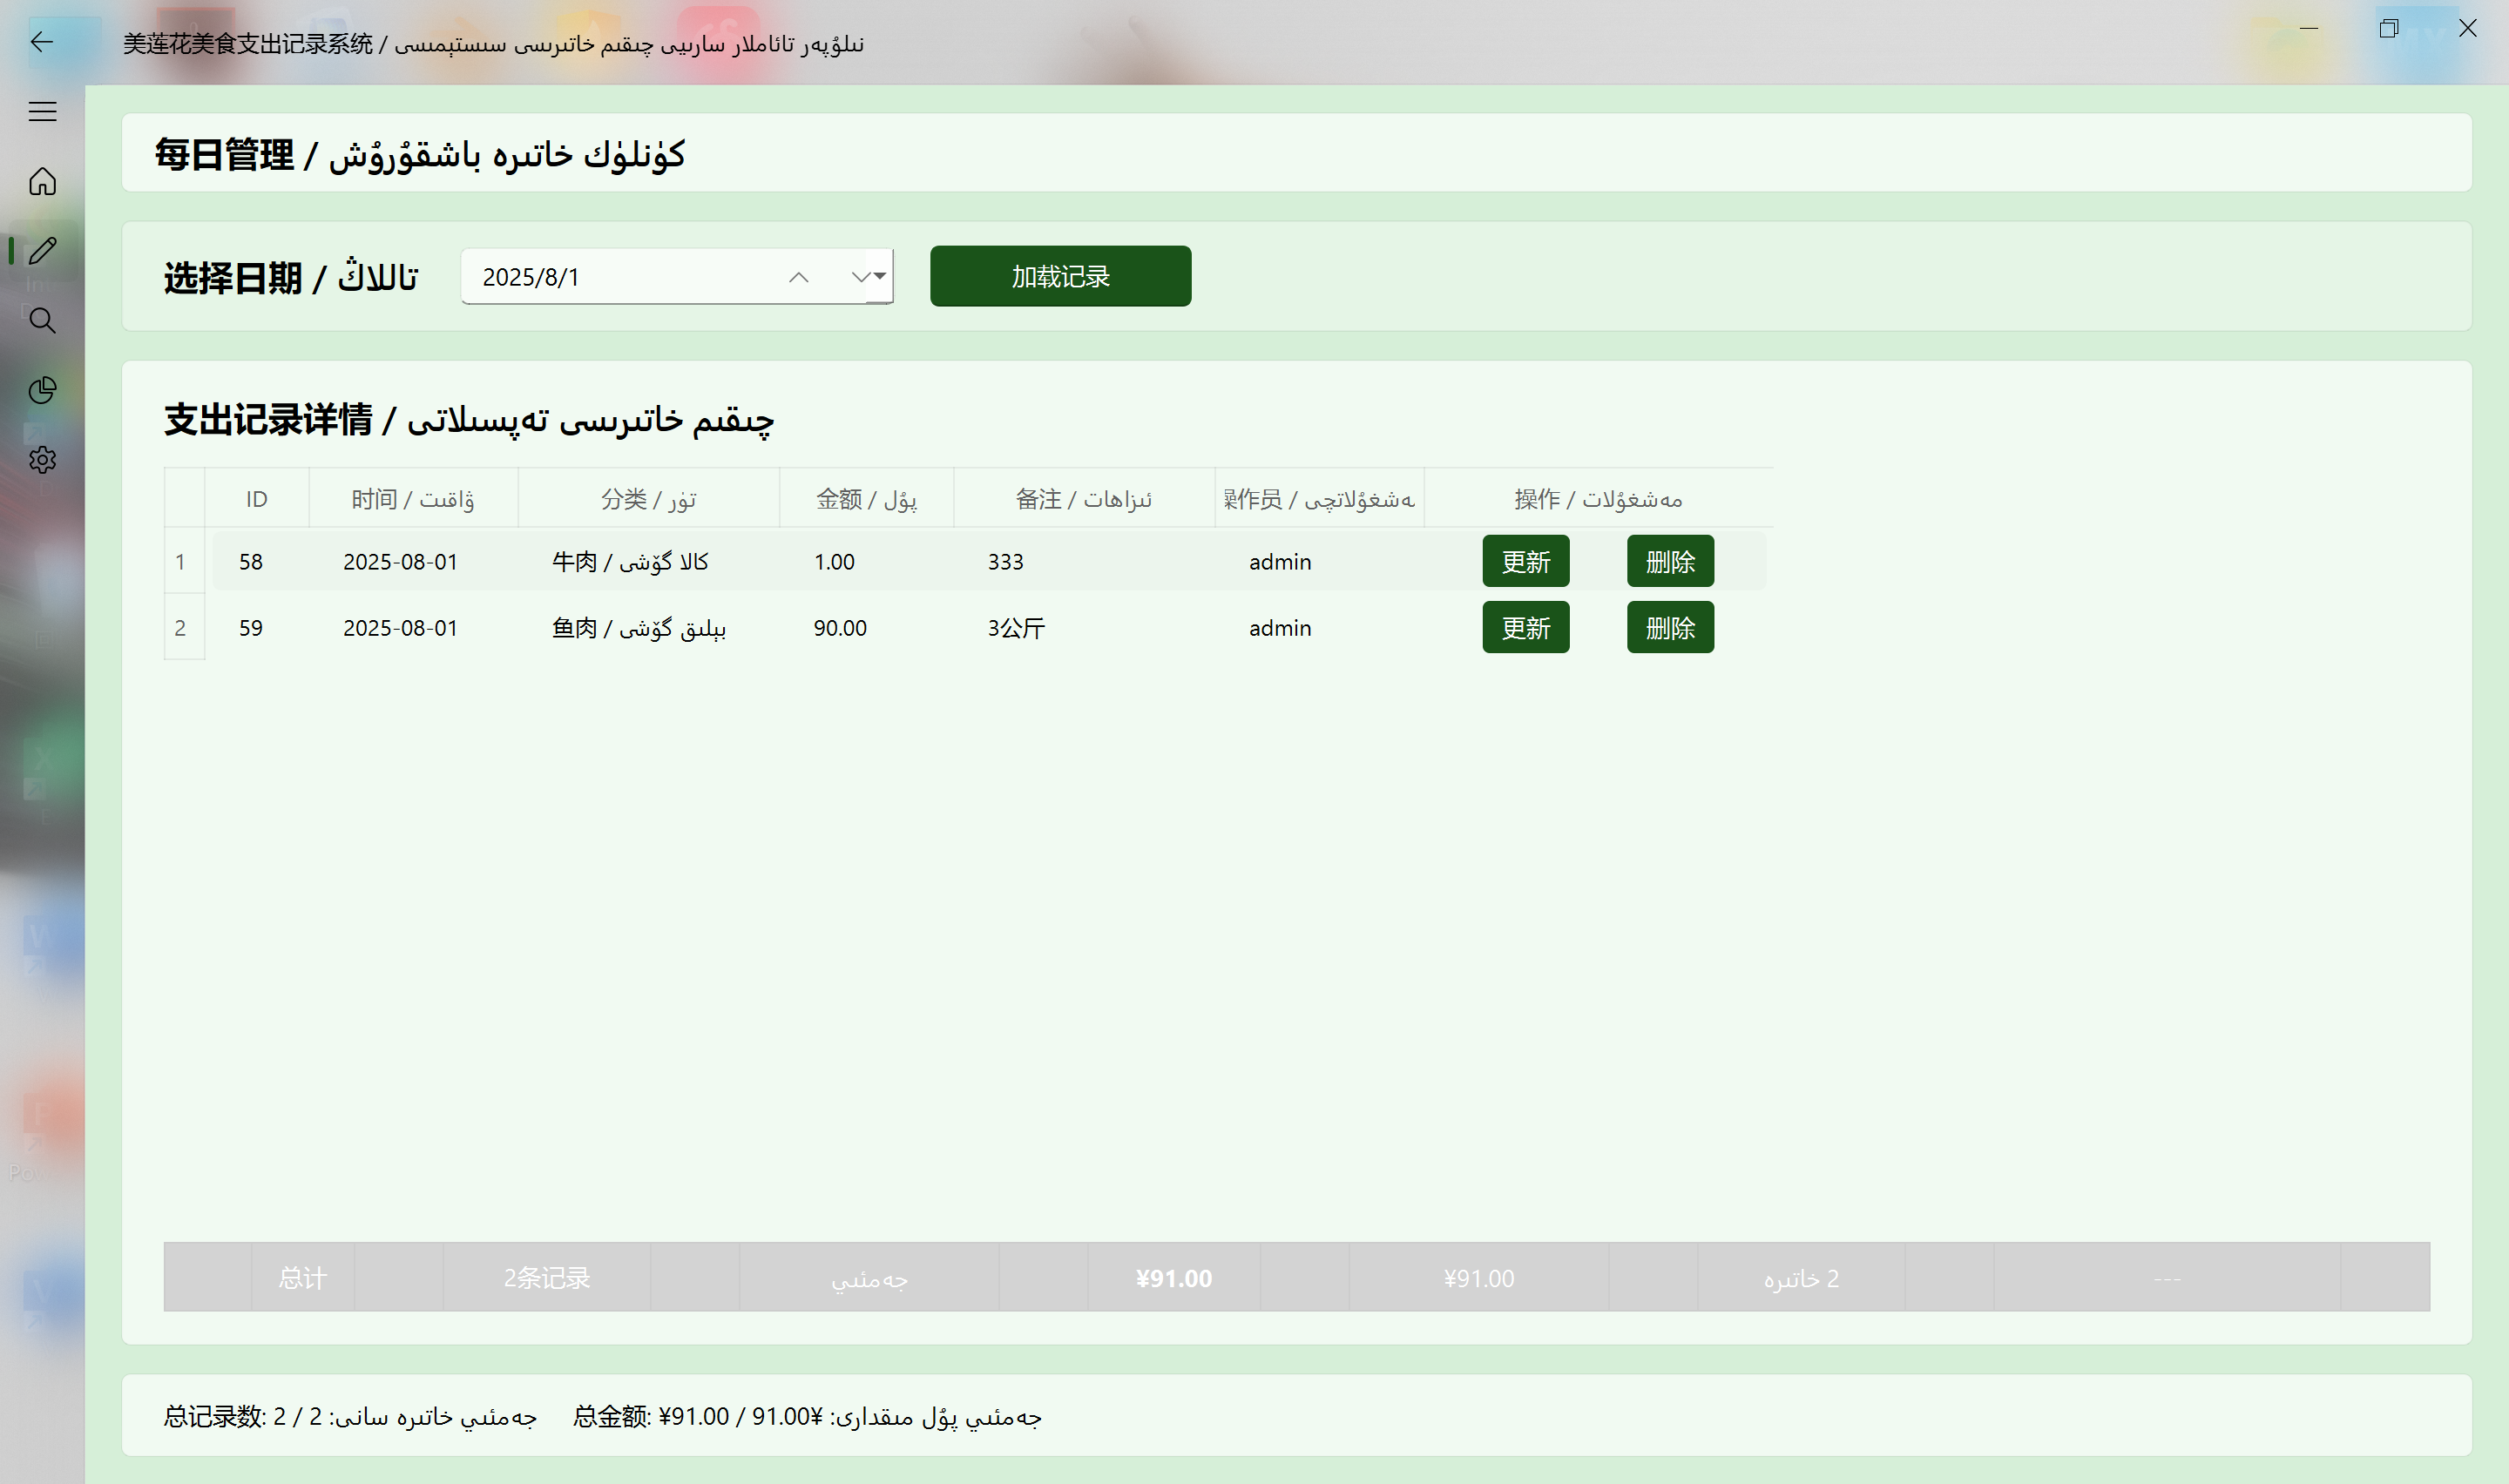 美莲花美食支出记录系统 / نىلۇپەر تائاملار سارىيى چىقىم خاتىرىسى سىستېمىسى
每日管理 / كۈنلۈك خاتىرە باشقۇرۇش
选择日期 / تاللاڭ
2025/8/1
加载记录
支出记录详情 / چىقىم خاتىرىسى تەپسىلاتى
ID 时间 / ۋاقىت 分类 / تۈر 金额 / پۇل 备注 / ئىزاھات 操作员 / مەشغۇلاتچى 操作 / مەشغۇلات
1 58 2025-08-01 牛肉 / كالا گۆشى 1.00 333 admin 更新 删除
2 59 2025-08-01 鱼肉 / بېلىق گۆشى 90.00 3公斤 admin 更新 删除
总计 2条记录 جەمئىي ¥91.00 ¥91.00 2 خاتىرە ---
总记录数: 2 / 2 :جەمئىي خاتىرە سانى 总金额: ¥91.00 / 91.00¥ :جەمئىي پۇل مىقدارى